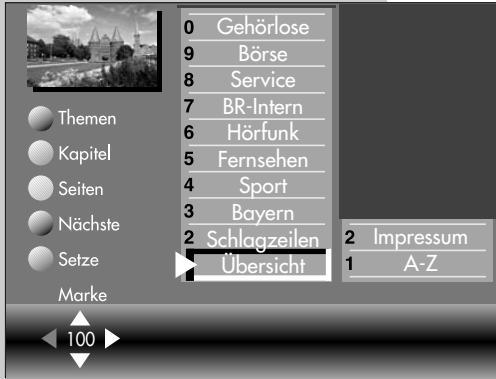 Themen
Kapitel
Seiten
Nächste
Setze
Marke
100
0 Gehörlose
9 Börse
8 Service
7 BR-Intern
6 Hörfunk
5 Fernsehen
4 Sport
3 Bayern
2 Schlagzeilen
Übersicht
2 Impressum
1 A-Z